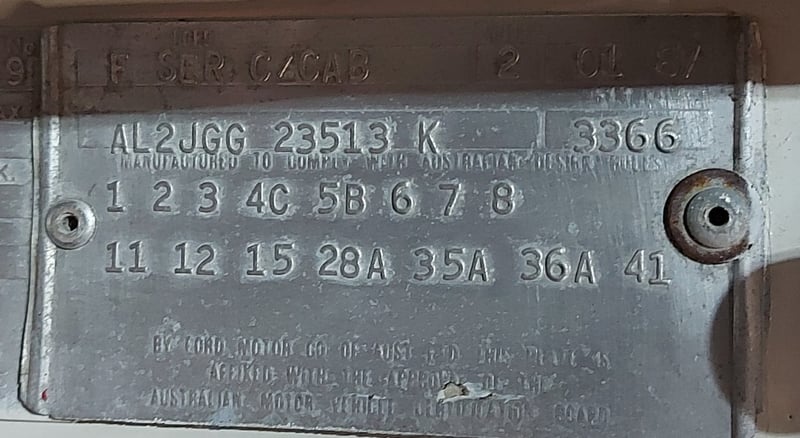 F SER C/CAB 2 01 87
AL2JGG 23513 K 3366
MANUFACTURED TO COMPLY WITH AUSTRALIAN DESIGN RULES
1 2 3 4C 5B 6 7 8
11 12 15 28A 35A 36A 41
BY FORD MOTOR CO OF AUST LTD THIS PLATE IS
AFFIXED WITH THE APPROVAL OF THE
AUSTRALIAN MOTOR VEHICLE CERTIFICATION BOARD